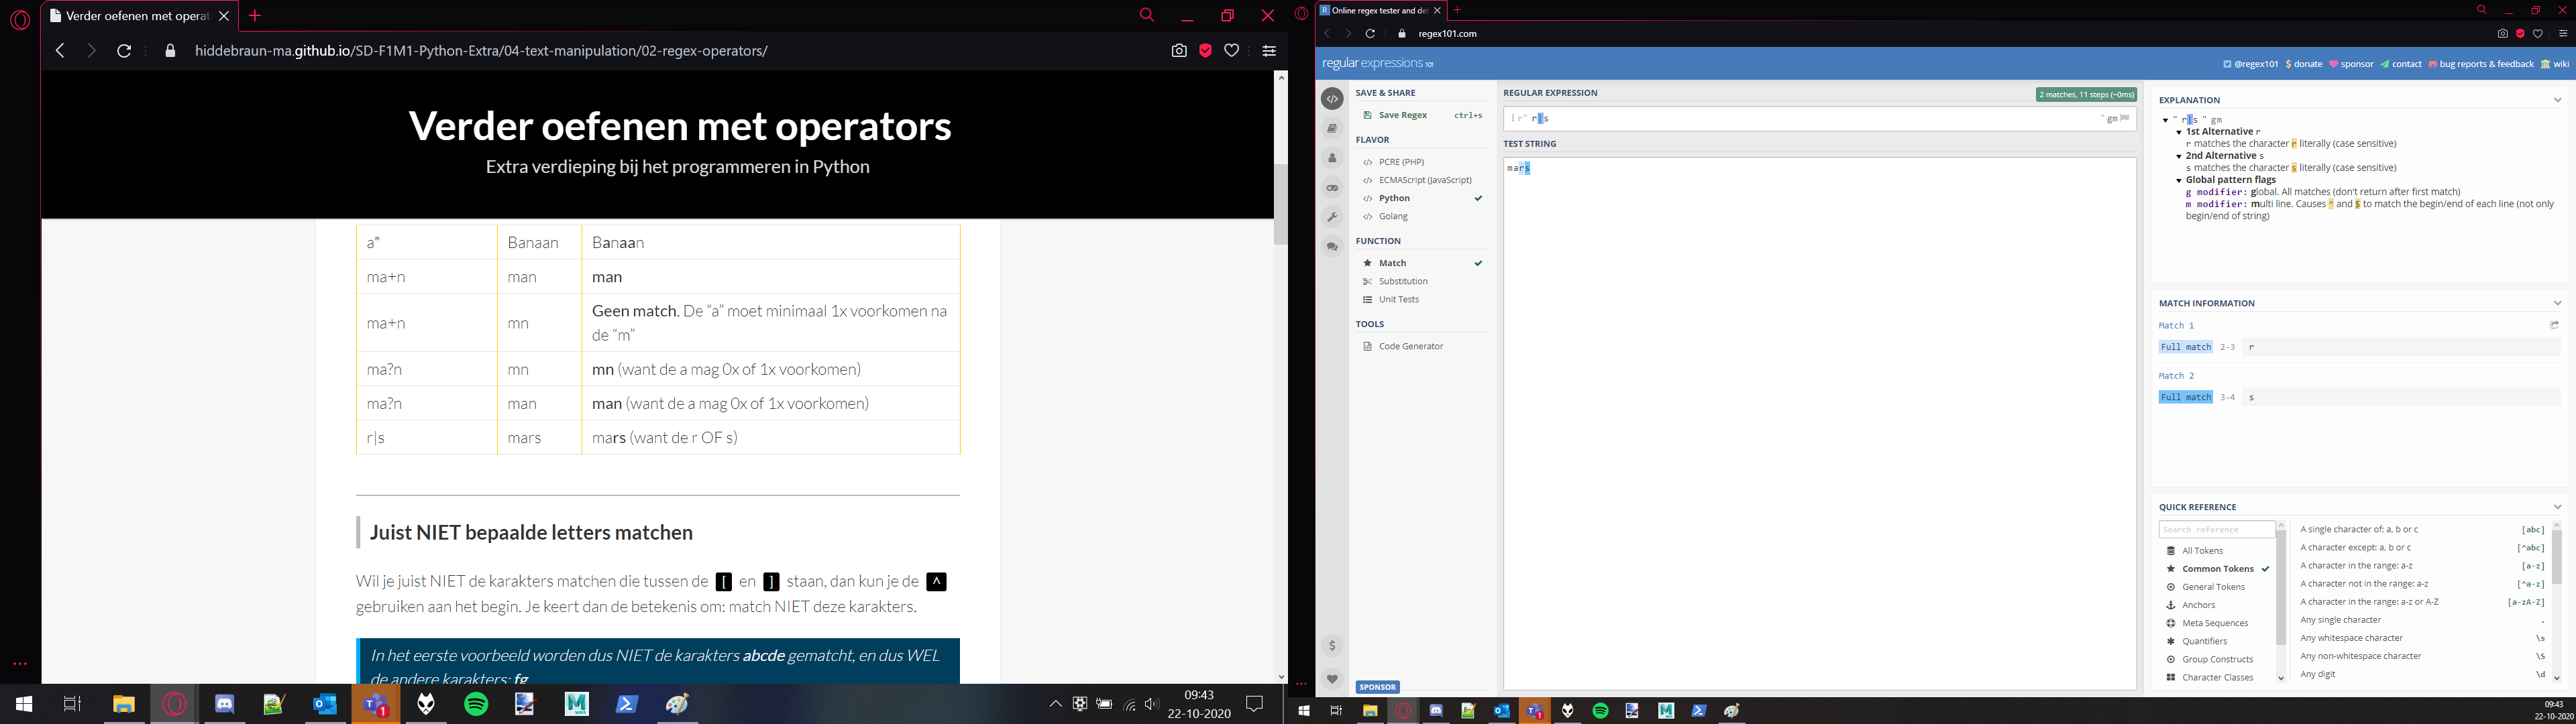 Verder oefenen met operat
hiddebraun-ma.github.io/SD-F1M1-Python-Extra/04-text-manipulation/02-regex-operators/
Verder oefenen met operators
Extra verdieping bij het programmeren in Python
a* Banaan Banaan
ma+n man man
ma+n mn Geen match. De “a” moet minimaal 1x voorkomen na
de “m”
ma?n mn mn (want de a mag 0x of 1x voorkomen)
ma?n man man (want de a mag 0x of 1x voorkomen)
r|s mars mars (want de r OF s)
Juist NIET bepaalde letters matchen
Wil je juist NIET de karakters matchen die tussen de [ en ] staan, dan kun je de ^
gebruiken aan het begin. Je keert dan de betekenis om: match NIET deze karakters.
In het eerste voorbeeld worden dus NIET de karakters abcde gematcht, en dus WEL
de andere karakters: fg
09:43
22-10-2020
Online regex tester and de
regex101.com
regular expressions 101
@regex101 $ donate sponsor contact bug reports & feedback wiki
SAVE & SHARE
Save Regex ctrl+s
FLAVOR
PCRE (PHP)
ECMAScript (JavaScript)
Python
Golang
FUNCTION
Match
Substitution
Unit Tests
TOOLS
Code Generator
SPONSOR
REGULAR EXPRESSION
2 matches, 11 steps (~0ms)
r" r|s " gm
TEST STRING
mars
EXPLANATION
" r|s " gm
1st Alternative r
r matches the character r literally (case sensitive)
2nd Alternative s
s matches the character s literally (case sensitive)
Global pattern flags
g modifier: global. All matches (don't return after first match)
m modifier: multi line. Causes ^ and $ to match the begin/end of each line (not only
begin/end of string)
MATCH INFORMATION
Match 1
Full match 2-3 r
Match 2
Full match 3-4 s
QUICK REFERENCE
Search reference
All Tokens
Common Tokens
General Tokens
Anchors
Meta Sequences
Quantifiers
Group Constructs
Character Classes
A single character of: a, b or c [abc]
A character except: a, b or c [^abc]
A character in the range: a-z [a-z]
A character not in the range: a-z [^a-z]
A character in the range: a-z or A-Z [a-zA-Z]
Any single character .
Any whitespace character \s
Any non-whitespace character \S
Any digit \d
09:43
22-10-2020